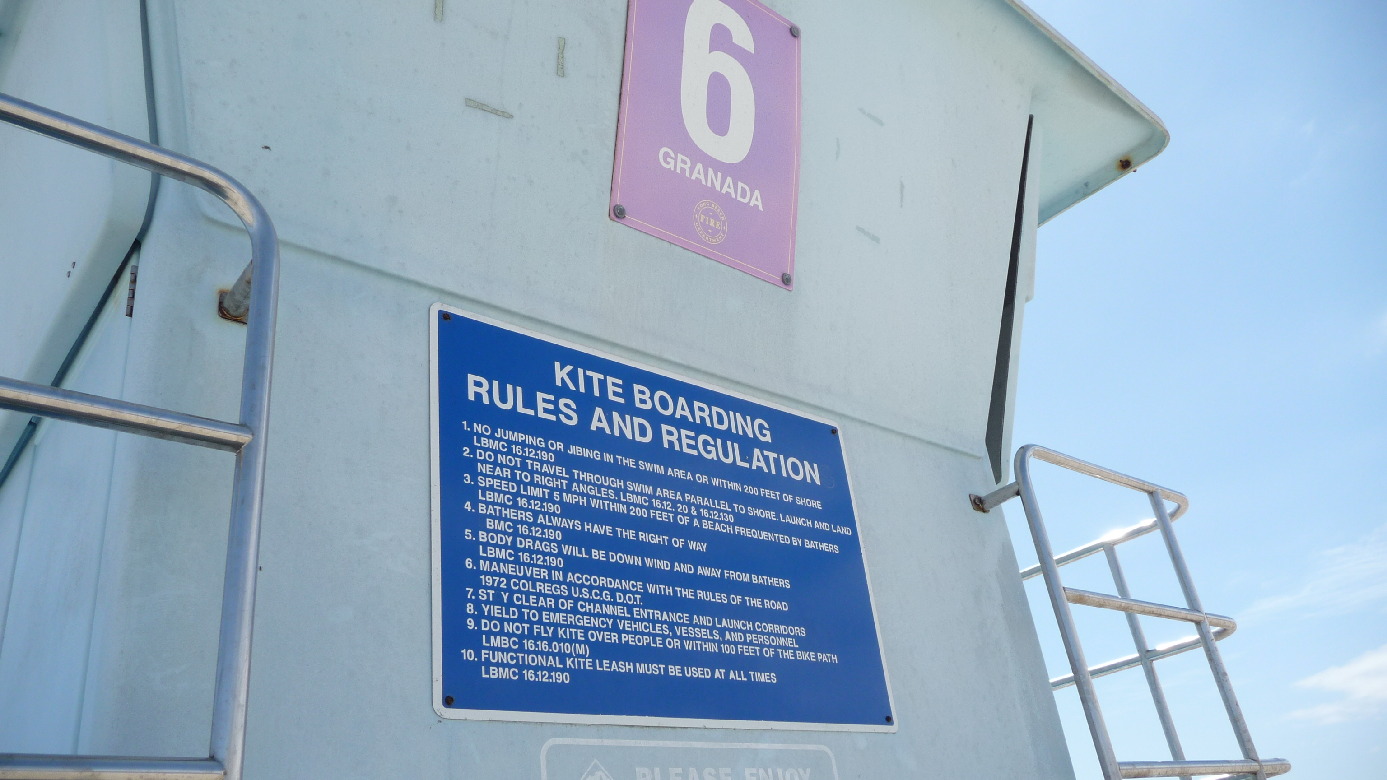 6
GRANADA
FIRE
KITE BOARDING
RULES AND REGULATION
1. NO JUMPING OR JIBING IN THE SWIM AREA OR WITHIN 200 FEET OF SHORE
LBMC 16.12.190
2. DO NOT TRAVEL THROUGH SWIM AREA PARALLEL TO SHORE. LAUNCH AND LAND
NEAR TO RIGHT ANGLES. LBMC 16.12. 20 & 16.12.130
3. SPEED LIMIT 5 MPH WITHIN 200 FEET OF A BEACH FREQUENTED BY BATHERS
LBMC 16.12.190
4. BATHERS ALWAYS HAVE THE RIGHT OF WAY
BMC 16.12.190
5. BODY DRAGS WILL BE DOWN WIND AND AWAY FROM BATHERS
LBMC 16.12.190
6. MANEUVER IN ACCORDANCE WITH THE RULES OF THE ROAD
1972 COLREGS U.S.C.G. D.O.T.
7. ST Y CLEAR OF CHANNEL ENTRANCE AND LAUNCH CORRIDORS
8. YIELD TO EMERGENCY VEHICLES, VESSELS, AND PERSONNEL
9. DO NOT FLY KITE OVER PEOPLE OR WITHIN 100 FEET OF THE BIKE PATH
LMBC 16.16.010(M)
10. FUNCTIONAL KITE LEASH MUST BE USED AT ALL TIMES
LBMC 16.12.190
PLEASE ENJOY